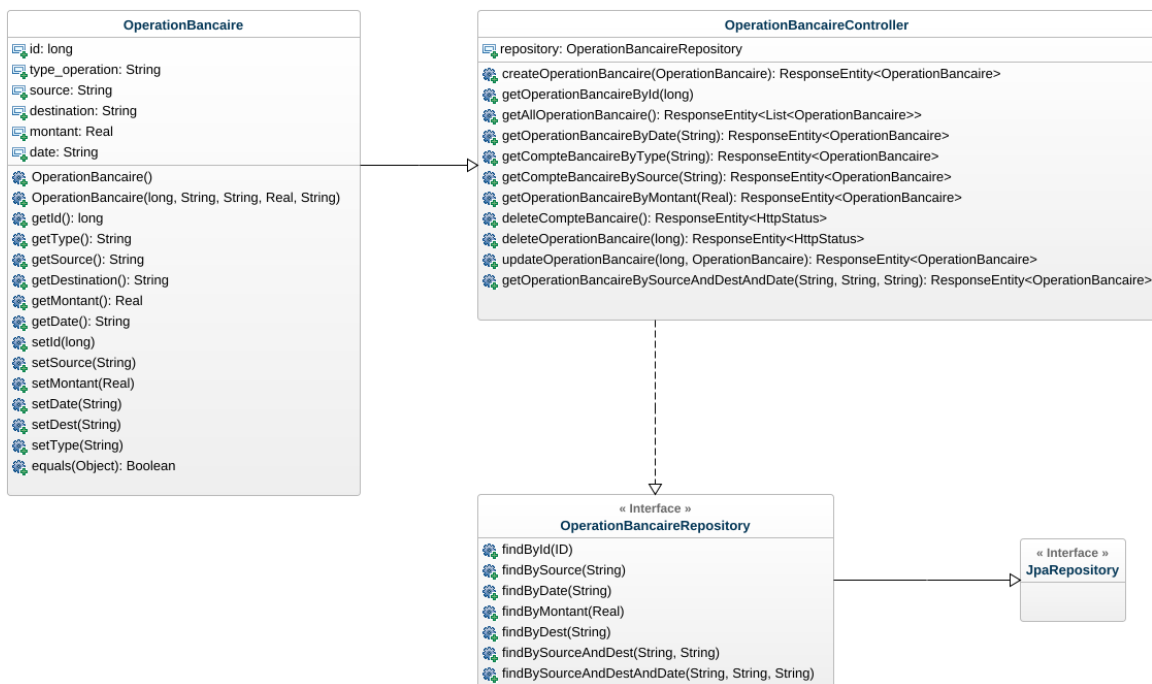 OperationBancaire
id: long
type_operation: String
source: String
destination: String
montant: Real
date: String
OperationBancaire()
OperationBancaire(long, String, String, Real, String)
getId(): long
getType(): String
getSource(): String
getDestination(): String
getMontant(): Real
getDate(): String
setId(long)
setSource(String)
setMontant(Real)
setDate(String)
setDest(String)
setType(String)
equals(Object): Boolean
OperationBancaireController
repository: OperationBancaireRepository
createOperationBancaire(OperationBancaire): ResponseEntity<OperationBancaire>
getOperationBancaireById(long)
getAllOperationBancaire(): ResponseEntity<List<OperationBancaire>>
getOperationBancaireByDate(String): ResponseEntity<OperationBancaire>
getCompteBancaireByType(String): ResponseEntity<OperationBancaire>
getCompteBancaireBySource(String): ResponseEntity<OperationBancaire>
getOperationBancaireByMontant(Real): ResponseEntity<OperationBancaire>
deleteCompteBancaire(): ResponseEntity<HttpStatus>
deleteOperationBancaire(long): ResponseEntity<HttpStatus>
updateOperationBancaire(long, OperationBancaire): ResponseEntity<OperationBancaire>
getOperationBancaireBySourceAndDestAndDate(String, String, String): ResponseEntity<OperationBancaire>
« Interface »
OperationBancaireRepository
findById(ID)
findBySource(String)
findByDate(String)
findByMontant(Real)
findByDest(String)
findBySourceAndDest(String, String)
findBySourceAndDestAndDate(String, String, String)
« Interface »
JpaRepository